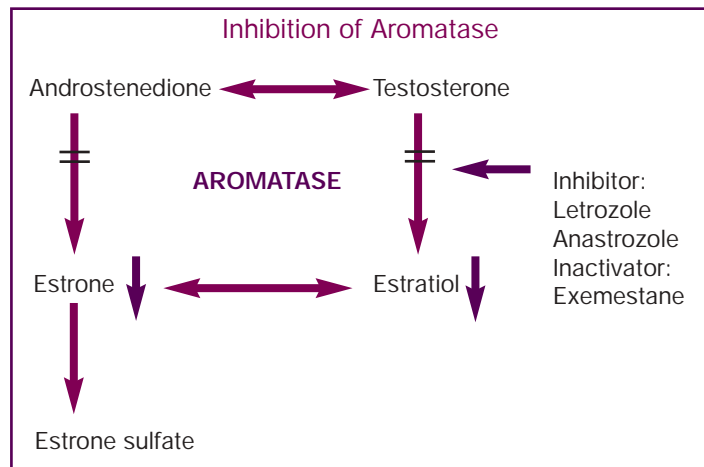 Inhibition of Aromatase
Androstenedione
Testosterone
AROMATASE
Inhibitor:
Letrozole
Anastrozole
Inactivator:
Exemestane
Estrone
Estratiol
Estrone sulfate